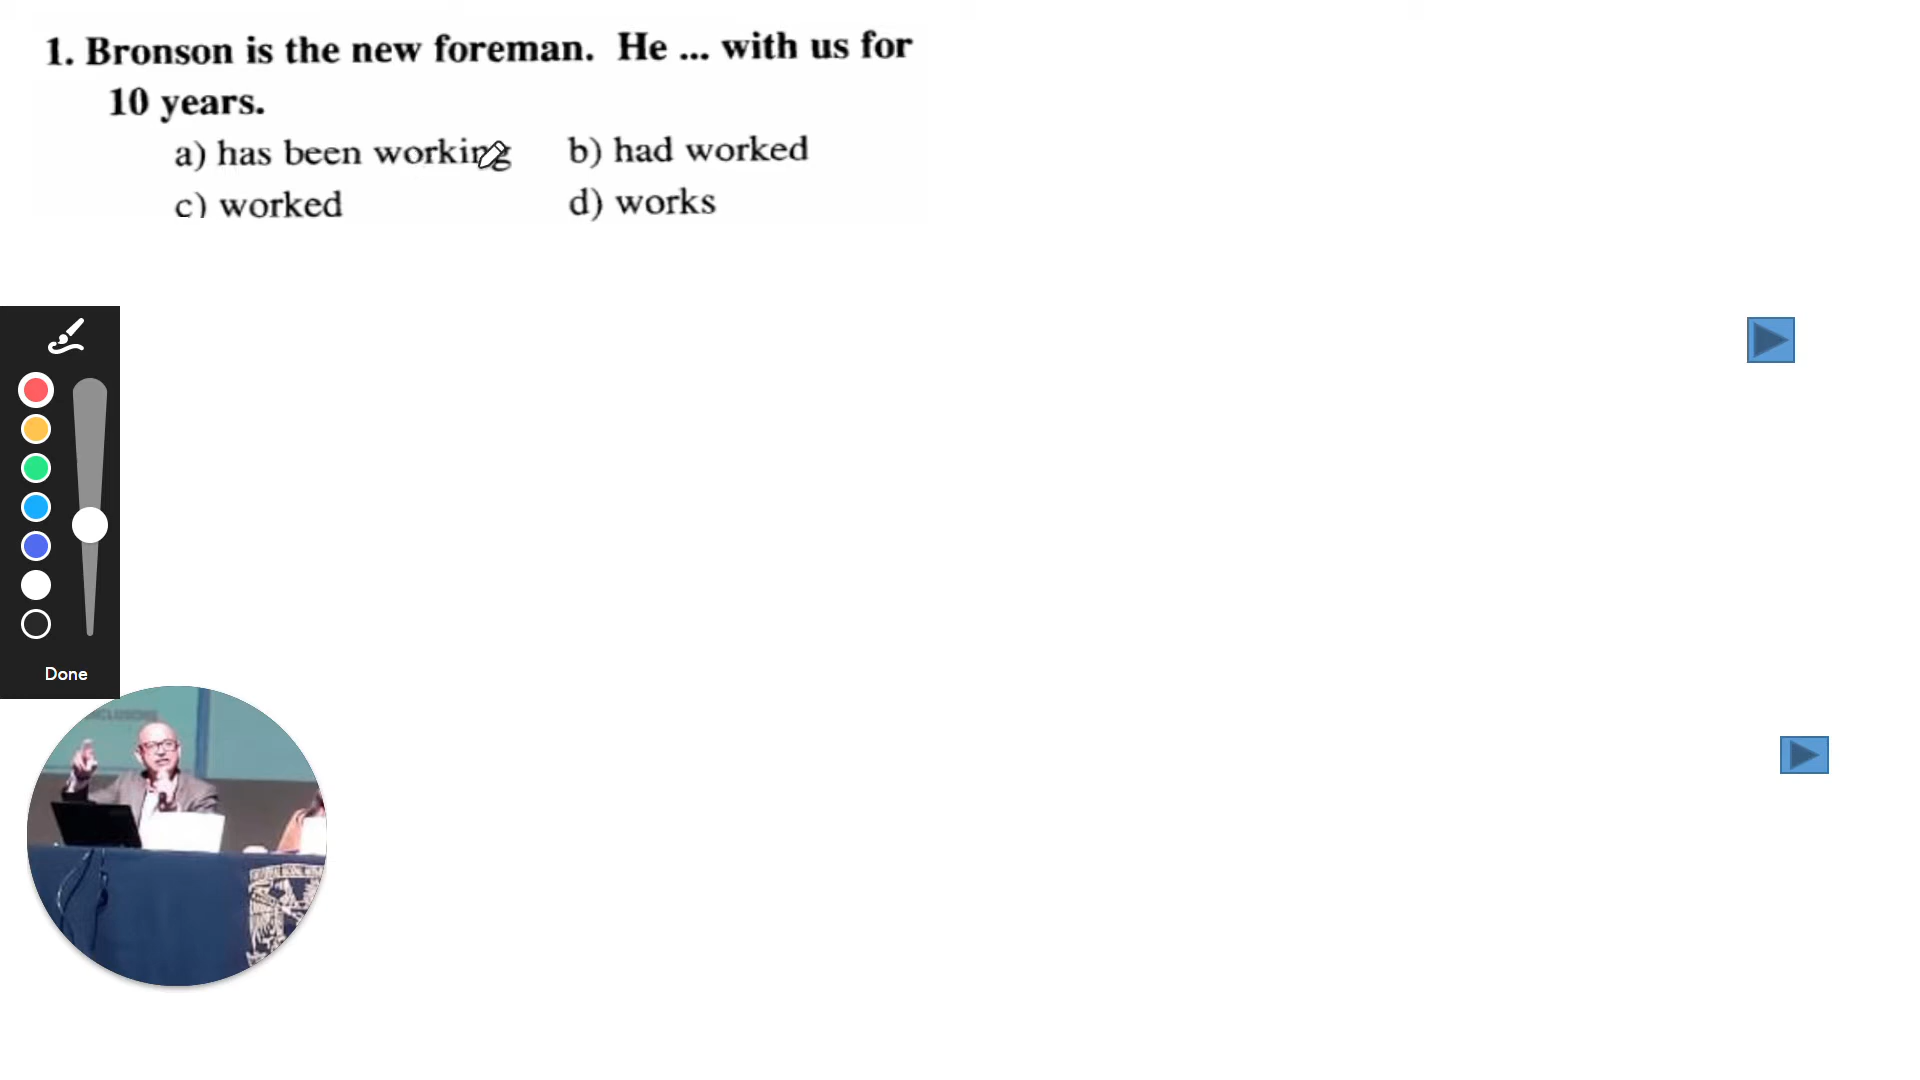 1. Bronson is the new foreman. He ... with us for
10 years.
a) has been working b) had worked
c) worked d) works
Done